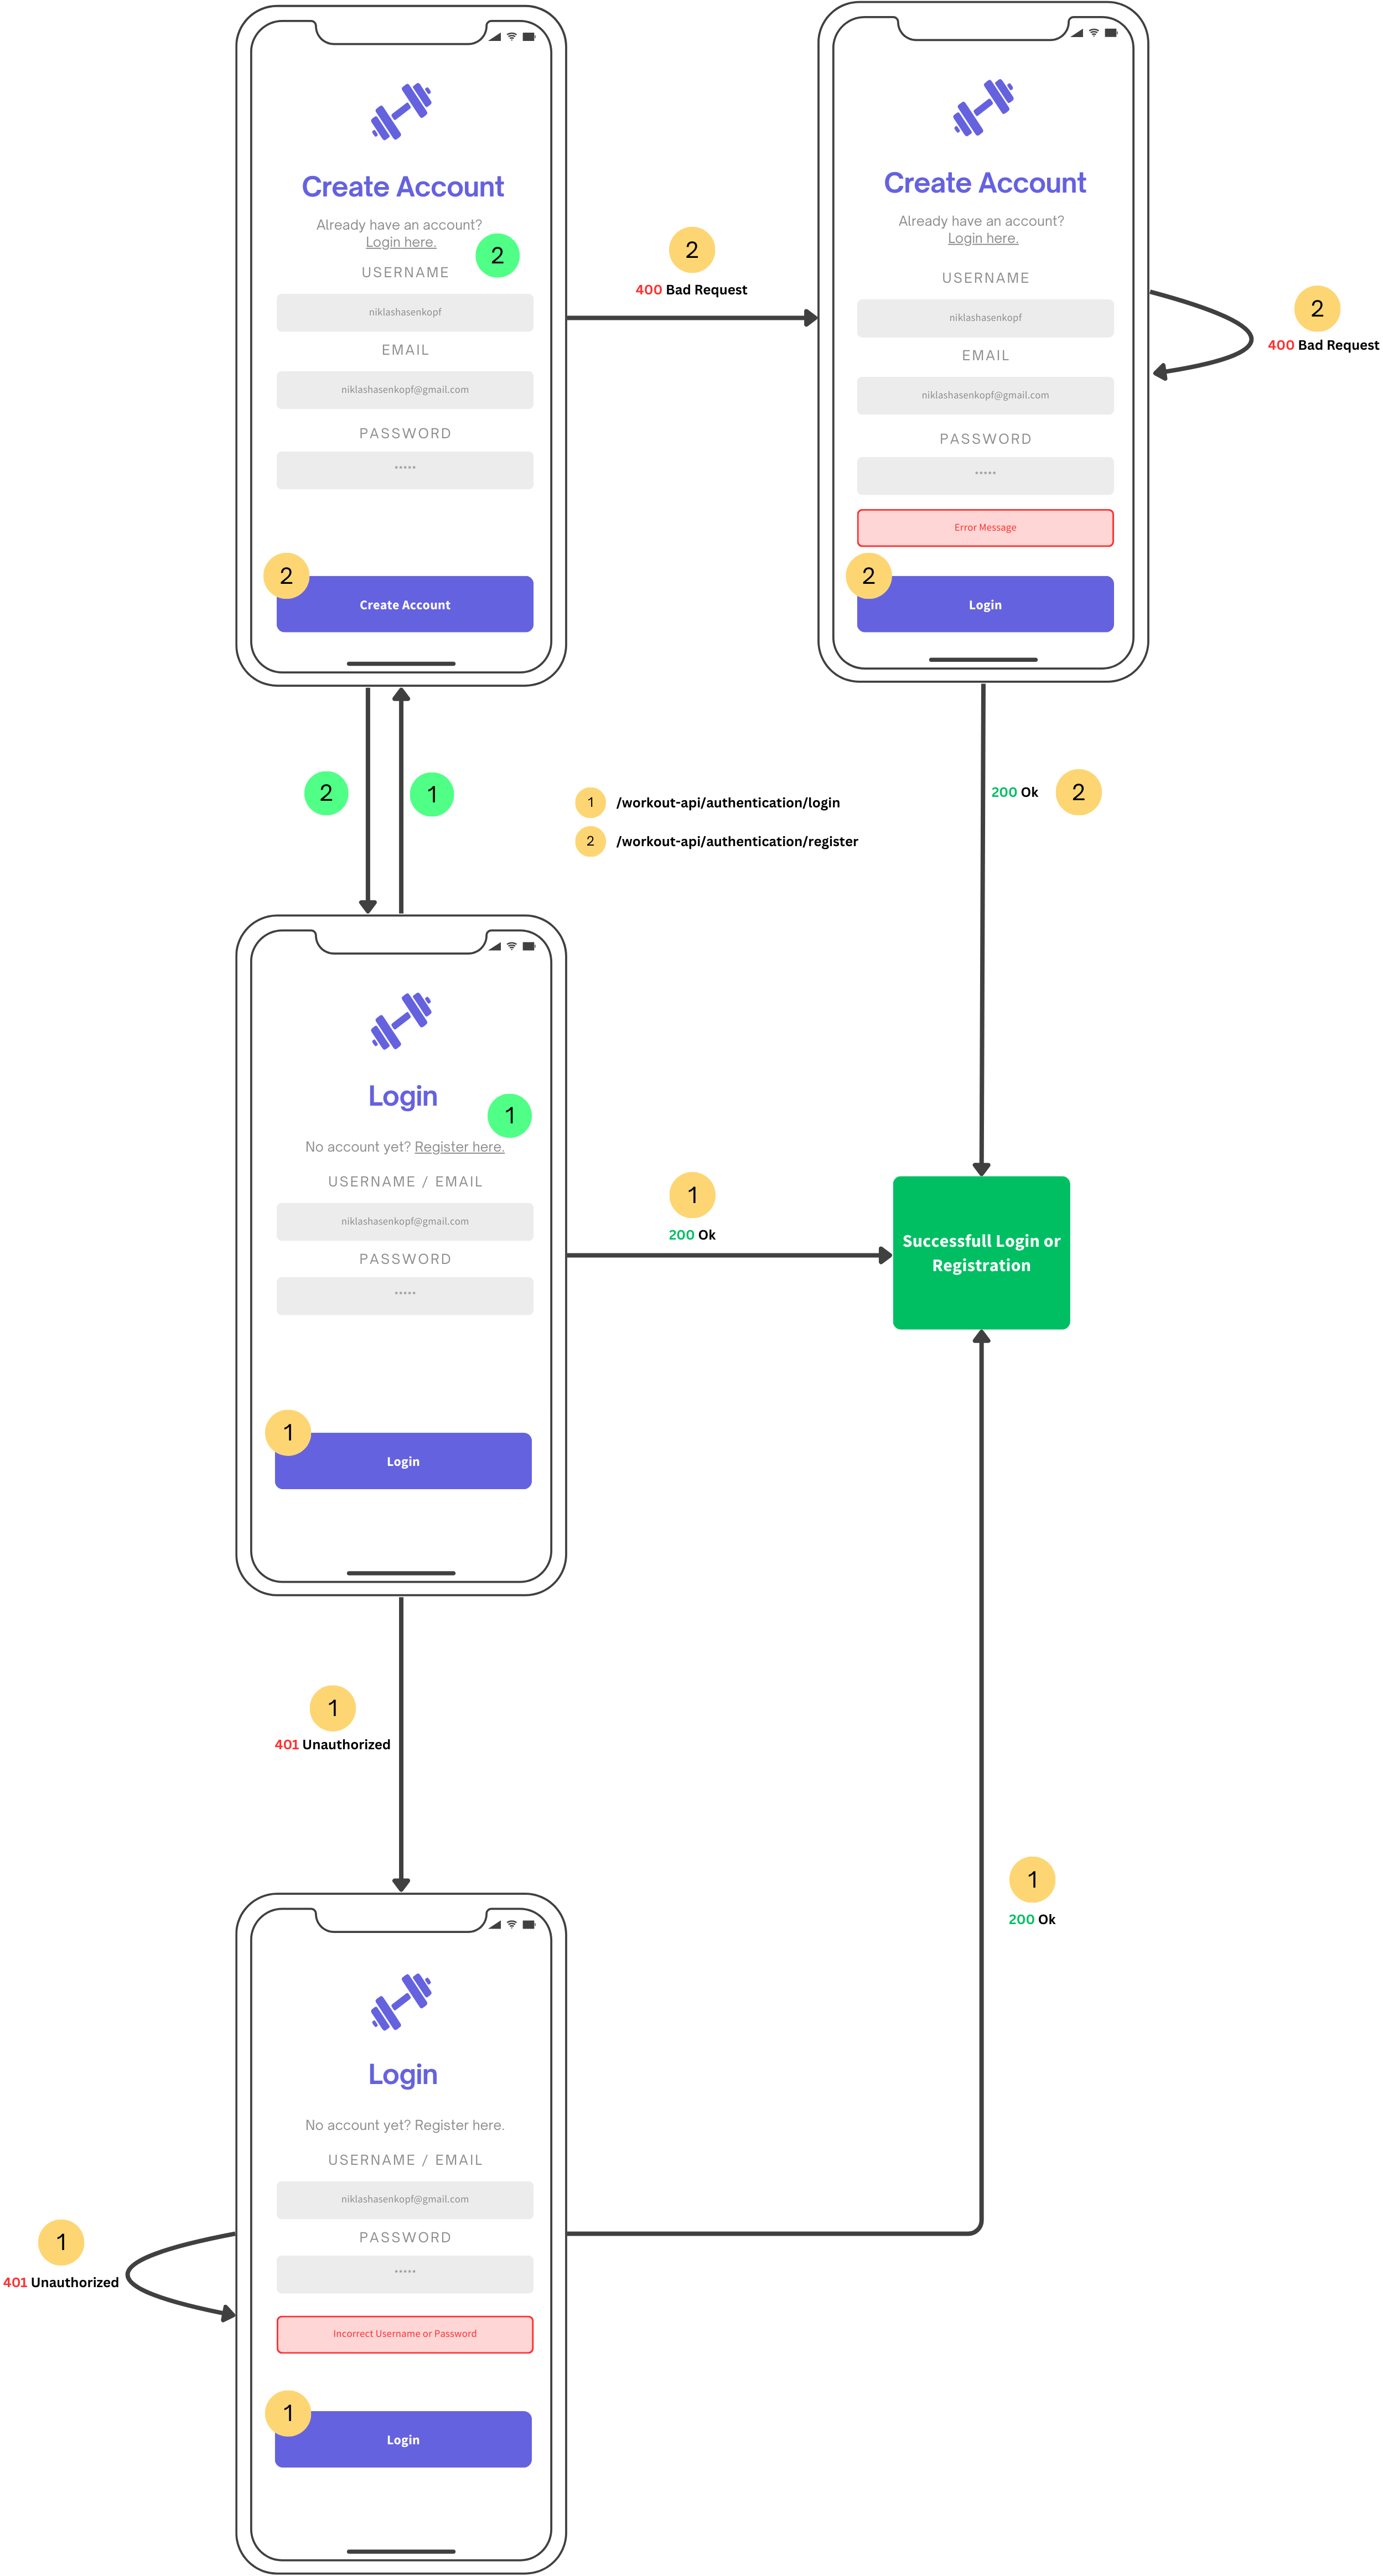 Create Account
Already have an account?
Login here.
2
USERNAME
niklashasenkopf
EMAIL
niklashasenkopf@gmail.com
PASSWORD
•••••
2
Create Account
2
400 Bad Request
Create Account
Already have an account?
Login here.
USERNAME
niklashasenkopf
EMAIL
niklashasenkopf@gmail.com
PASSWORD
•••••
Error Message
2
Login
2
400 Bad Request
2
1
1 /workout-api/authentication/login
2 /workout-api/authentication/register
200 Ok
2
Login
1
No account yet? Register here.
USERNAME / EMAIL
niklashasenkopf@gmail.com
PASSWORD
•••••
1
Login
1
200 Ok
Successfull Login or
Registration
1
401 Unauthorized
1
200 Ok
Login
No account yet? Register here.
USERNAME / EMAIL
niklashasenkopf@gmail.com
PASSWORD
•••••
Incorrect Username or Password
1
Login
1
401 Unauthorized